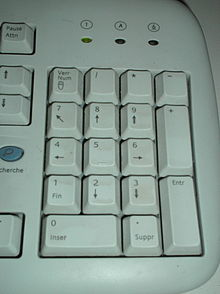 1
A
Pause
Attn
Verr
Num
/
*
-
7
8
9
+
4
5
6
cherche
1
Fin
2
3
Entr
0
Inser
.
Suppr